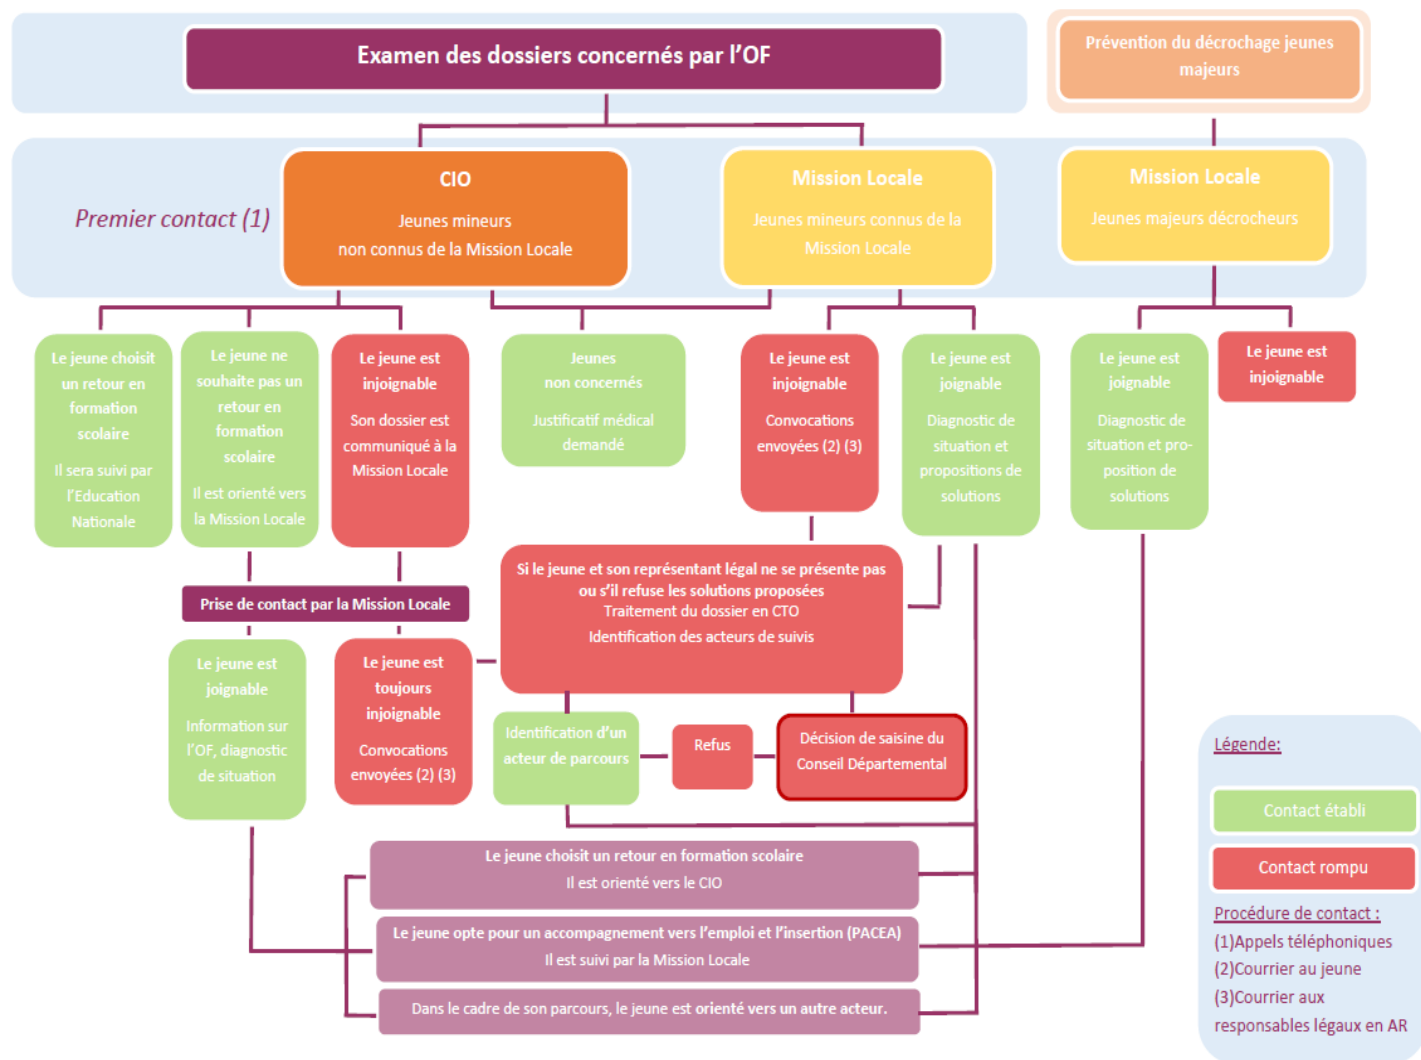 Examen des dossiers concernés par l'OF
Prévention du décrochage jeunes
majeurs
Premier contact (1)
CIO
Jeunes mineurs
non connus de la Mission Locale
Mission Locale
Jeunes mineurs connus de la
Mission Locale
Mission Locale
Jeunes majeurs décrocheurs
Le jeune choisit
un retour en
formation
scolaire
Il sera suivi par
l'Education
Nationale
Le jeune ne
souhaite pas un
retour en
formation
scolaire
Il est orienté vers
la Mission Locale
Le jeune est
injoignable
Son dossier est
communiqué à la
Mission Locale
Jeunes
non concernés
Justificatif médical
demandé
Le jeune est
injoignable
Convocations
envoyées (2) (3)
Le jeune est
joignable
Diagnostic de
situation et
propositions de
solutions
Le jeune est
joignable
Diagnostic de
situation et pro-
position de
solutions
Le jeune est
injoignable
Prise de contact par la Mission Locale
Si le jeune et son représentant légal ne se présente pas
ou s'il refuse les solutions proposées
Traitement du dossier en CTO
Identification des acteurs de suivis
Le jeune est
joignable
Information sur
l'OF, diagnostic
de situation
Le jeune est
toujours
injoignable
Convocations
envoyées (2) (3)
Identification d'un
acteur de parcours
Refus
Décision de saisine du
Conseil Départemental
Le jeune choisit un retour en formation scolaire
Il est orienté vers le CIO
Le jeune opte pour un accompagnement vers l'emploi et l'insertion (PACEA)
Il est suivi par la Mission Locale
Dans le cadre de son parcours, le jeune est orienté vers un autre acteur.
Légende:
Contact établi
Contact rompu
Procédure de contact :
(1)Appels téléphoniques
(2)Courrier au jeune
(3)Courrier aux
responsables légaux en AR